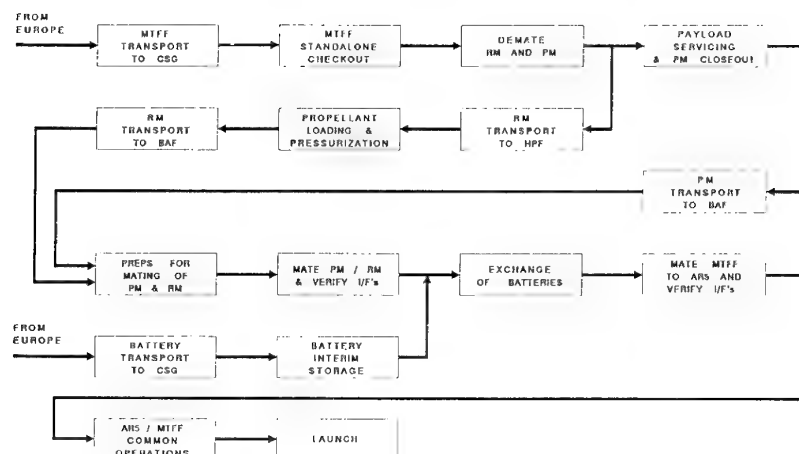 FROM
EUROPE
MTFF
TRANSPORT
TO CSG
MTFF
STANDALONE
CHECKOUT
DEMATE
RM AND PM
PAYLOAD
SERVICING
& PM CLOSEOUT
RM
TRANSPORT
TO BAF
PROPELLANT
LOADING &
PRESSURIZATION
RM
TRANSPORT
TO HPF
PM
TRANSPORT
TO BAF
PREPS FOR
MATING OF
PM & RM
MATE PM / RM
& VERIFY I/F's
EXCHANGE
OF BATTERIES
MATE MTFF
TO AR5 AND
VERIFY I/F's
FROM
EUROPE
BATTERY
TRANSPORT
TO CSG
BATTERY
INTERIM
STORAGE
AR5 / MTFF
COMMON
OPERATIONS
LAUNCH